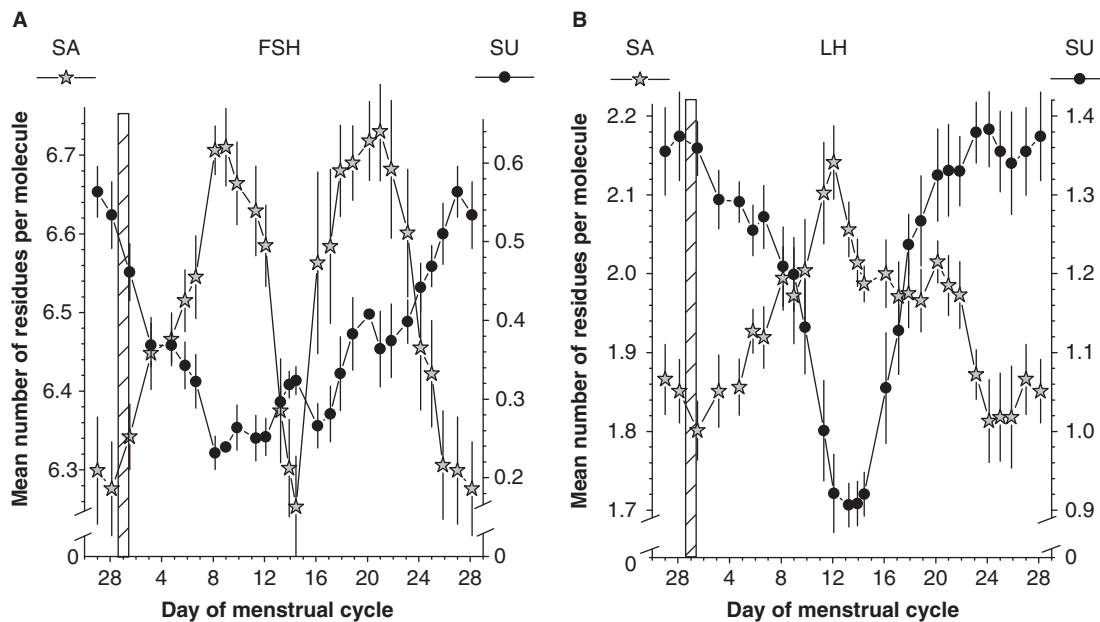 A
SA
FSH
SU
Mean number of residues per molecule
6.7
6.6
6.5
6.4
6.3
0
0.6
0.5
0.4
0.3
0.2
0
28 4 8 12 16 20 24 28
Day of menstrual cycle
B
SA
LH
SU
Mean number of residues per molecule
2.2
2.1
2.0
1.9
1.8
1.7
0
1.4
1.3
1.2
1.1
1.0
0.9
0
28 4 8 12 16 20 24 28
Day of menstrual cycle